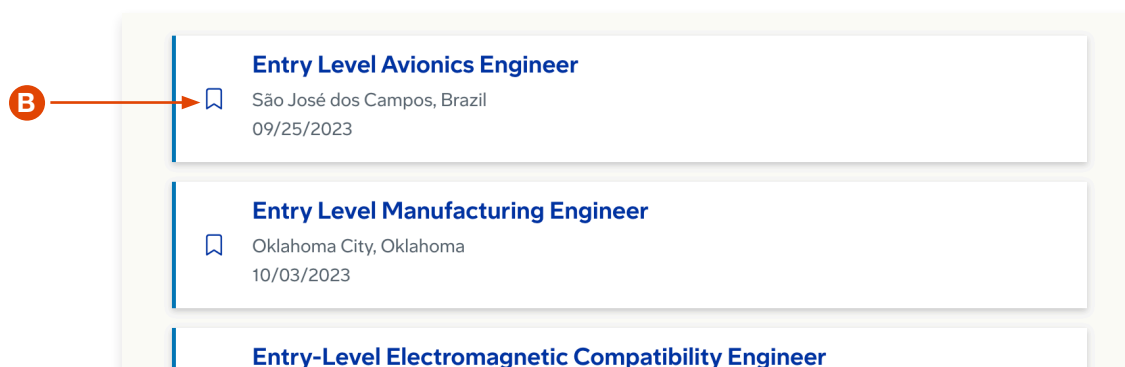 Entry Level Avionics Engineer
B
São José dos Campos, Brazil
09/25/2023
Entry Level Manufacturing Engineer
Oklahoma City, Oklahoma
10/03/2023
Entry-Level Electromagnetic Compatibility Engineer